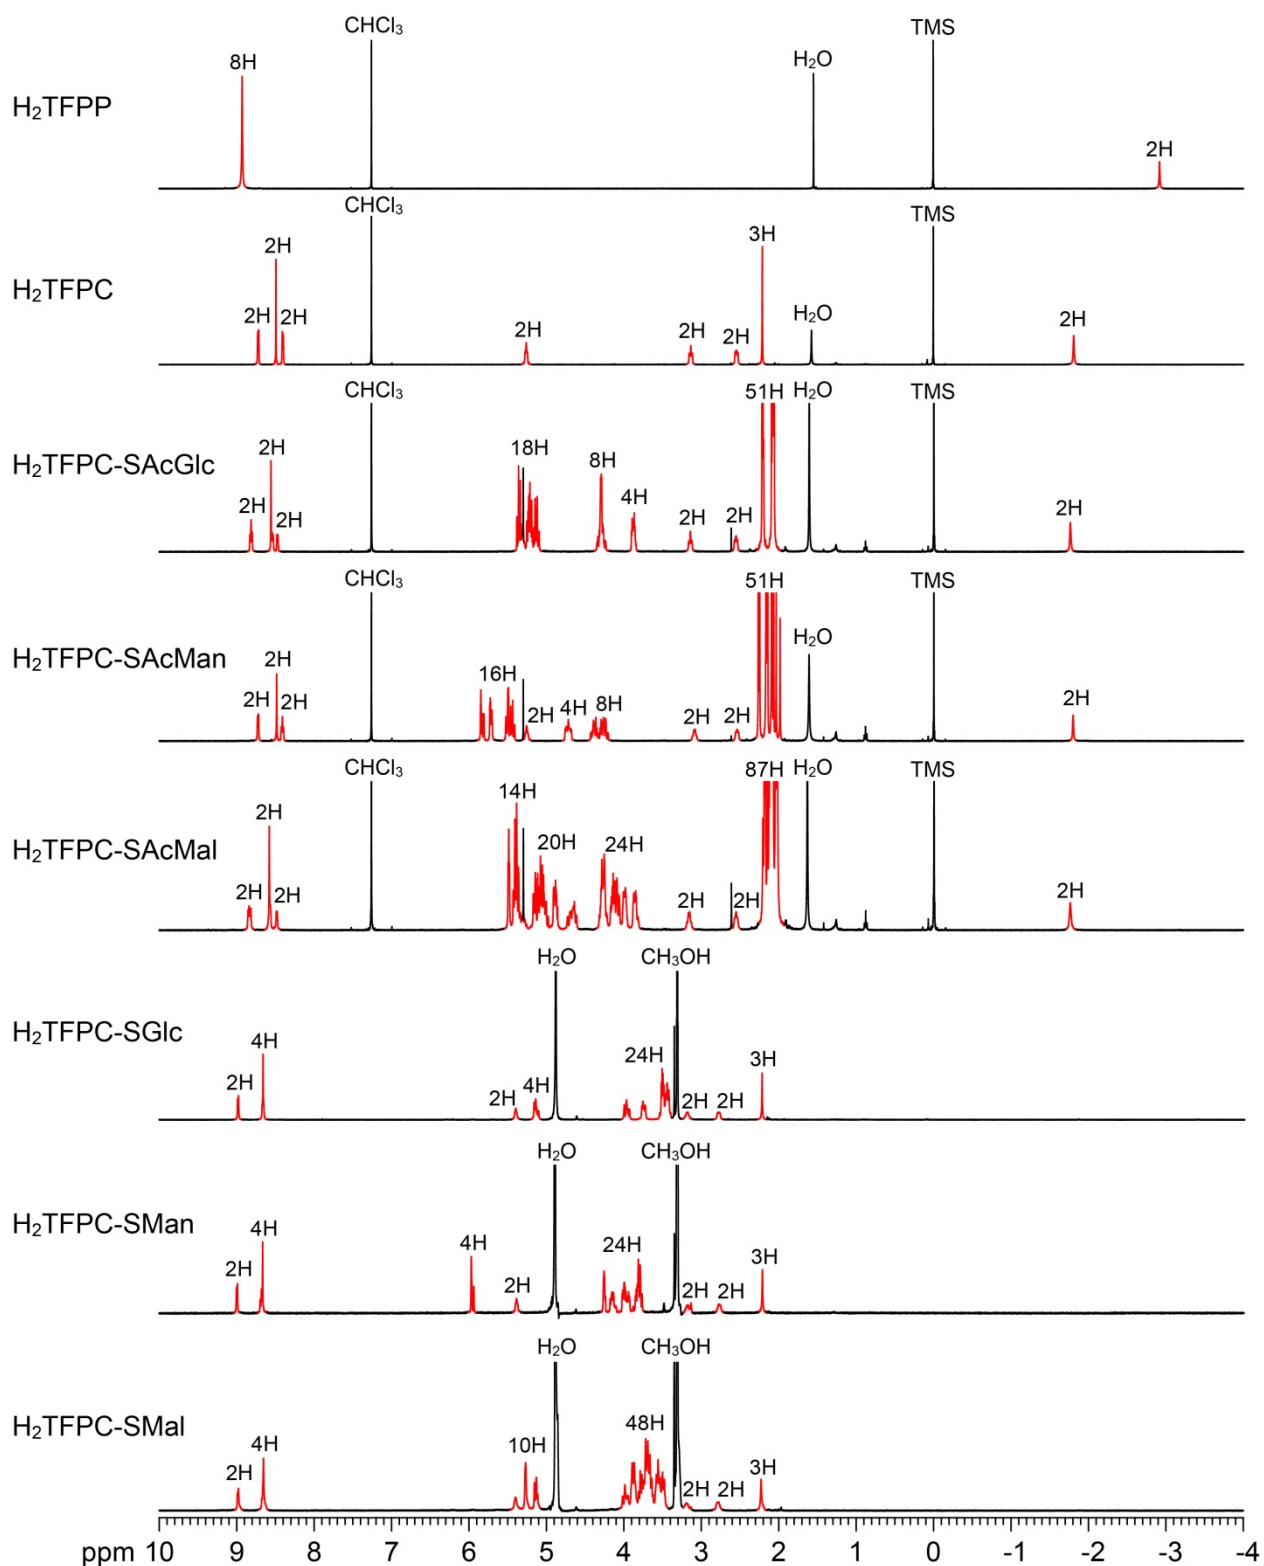 CHCl₃ TMS
8H H₂O
H₂TFPP 2H
CHCl₃ TMS
2H 3H
H₂TFPC 2H 2H 2H 2H 2H H₂O 2H
CHCl₃ 51H H₂O TMS
2H 18H 8H
H₂TFPC-SAcGlc 2H 2H 4H 2H 2H 2H
CHCl₃ 51H TMS
2H 16H H₂O
H₂TFPC-SAcMan 2H 2H 2H 4H 8H 2H 2H 2H
CHCl₃ 87H H₂O TMS
2H 14H 20H 24H
H₂TFPC-SAcMal 2H 2H 2H 2H 2H
H₂O CH₃OH
H₂TFPC-SGlc 4H 24H 3H
2H 2H 4H 2H 2H
H₂O CH₃OH
H₂TFPC-SMan 4H 4H 24H 3H
2H 2H 2H 2H
H₂O CH₃OH
H₂TFPC-SMal 4H 10H 48H 3H
2H 2H 2H
ppm 10 9 8 7 6 5 4 3 2 1 0 -1 -2 -3 -4